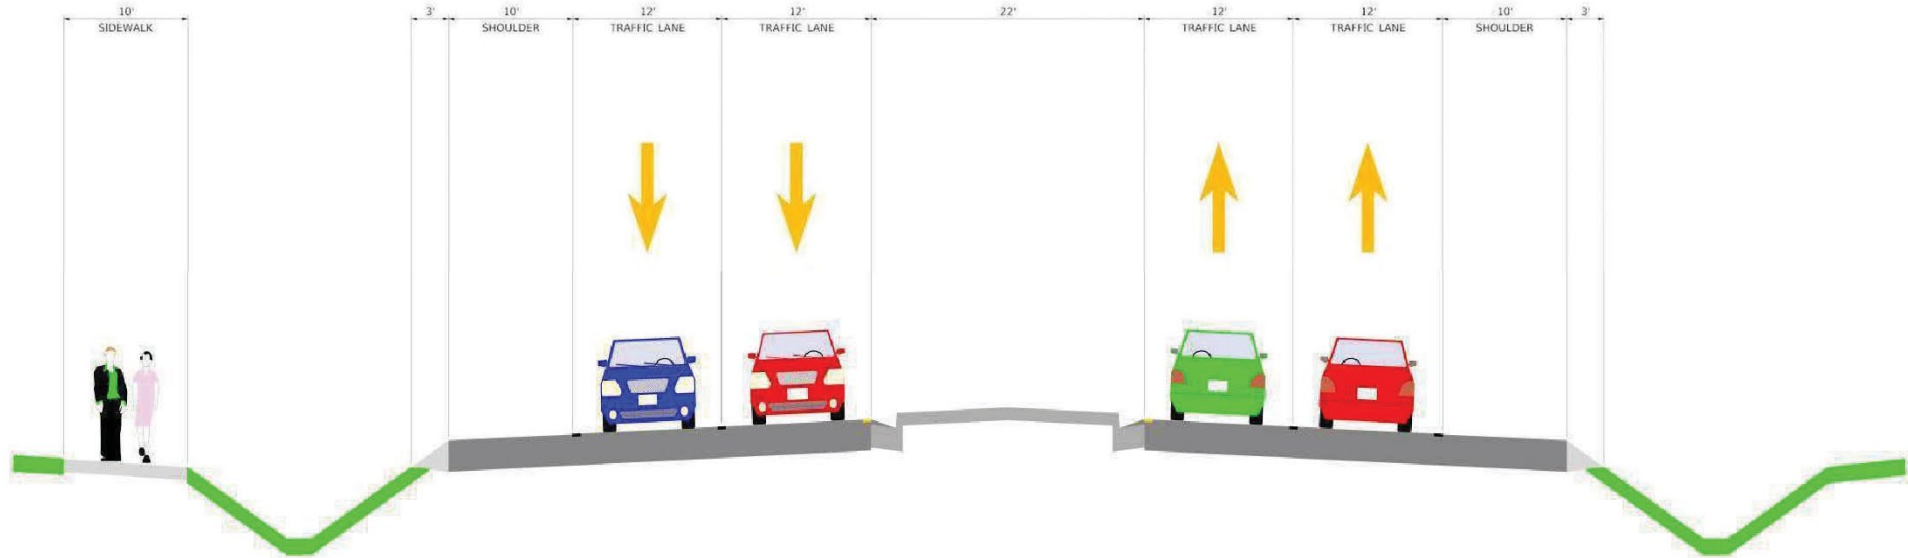 10' 3' 10' 12' 12' 22' 12' 12' 10' 3'
SIDEWALK SHOULDER TRAFFIC LANE TRAFFIC LANE TRAFFIC LANE TRAFFIC LANE SHOULDER